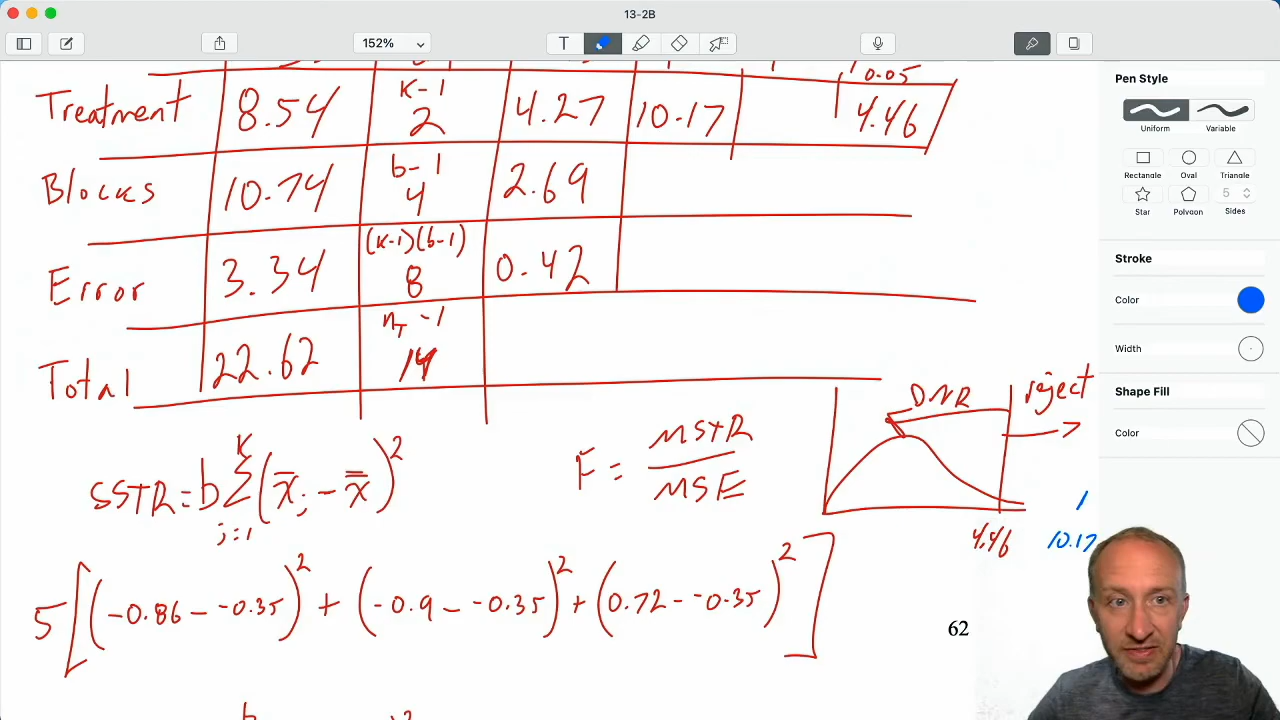 13-2B
152%
T
Pen Style
Uniform Variable
Rectangle Oval Triangle
Star Polygon Sides
5
Stroke
Color
Width
Shape Fill
Color
0.05
Treatment 8.54 K-1 2 4.27 10.17 4.46
Blocks 10.74 b-1 4 2.69
Error 3.34 (K-1)(b-1) 8 0.42
Total 22.62 nT-1 14
SSTR = b Σ K j=1 (x̄j - x̿)²
F = MSTR / MSE
DNR reject
4.46 10.17
5[(-0.86 - -0.35)² + (-0.9 - -0.35)² + (0.72 - -0.35)²]
62
b
2